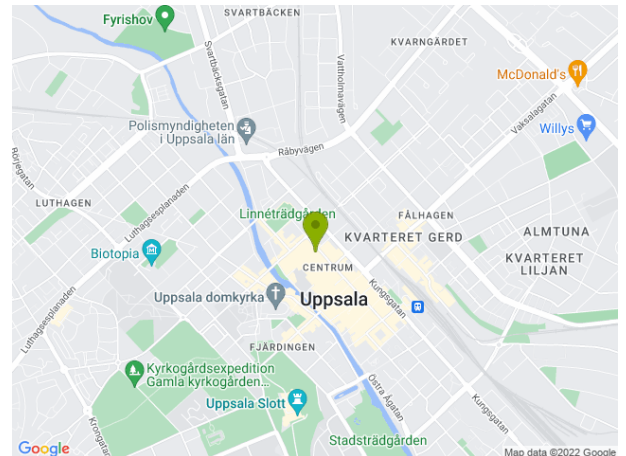 SVARTBÄCKEN
Fyrishov
KVARNGÄRDET
Svartbäcksgatan
Vattholmavägen
McDonald's
Vaksalagatan
Willys
Polismyndigheten
i Uppsala län
Råbyvägen
Börjegatan
LUTHAGEN
Luthagsesplanaden
Linnéträdgården
FÅLHAGEN
ALMTUNA
KVARTERET GERD
KVARTERET
LILJAN
Biotopia
CENTRUM
Uppsala domkyrka
Uppsala
Kungsgatan
Luthagsesplanaden
FJÄRDINGEN
Kyrkogårdsexpedition
Gamla kyrkogården...
Östra Ågatan
Kungsgatan
Uppsala Slott
Krongatan
Stadsträdgården
Google
Map data ©2022 Google